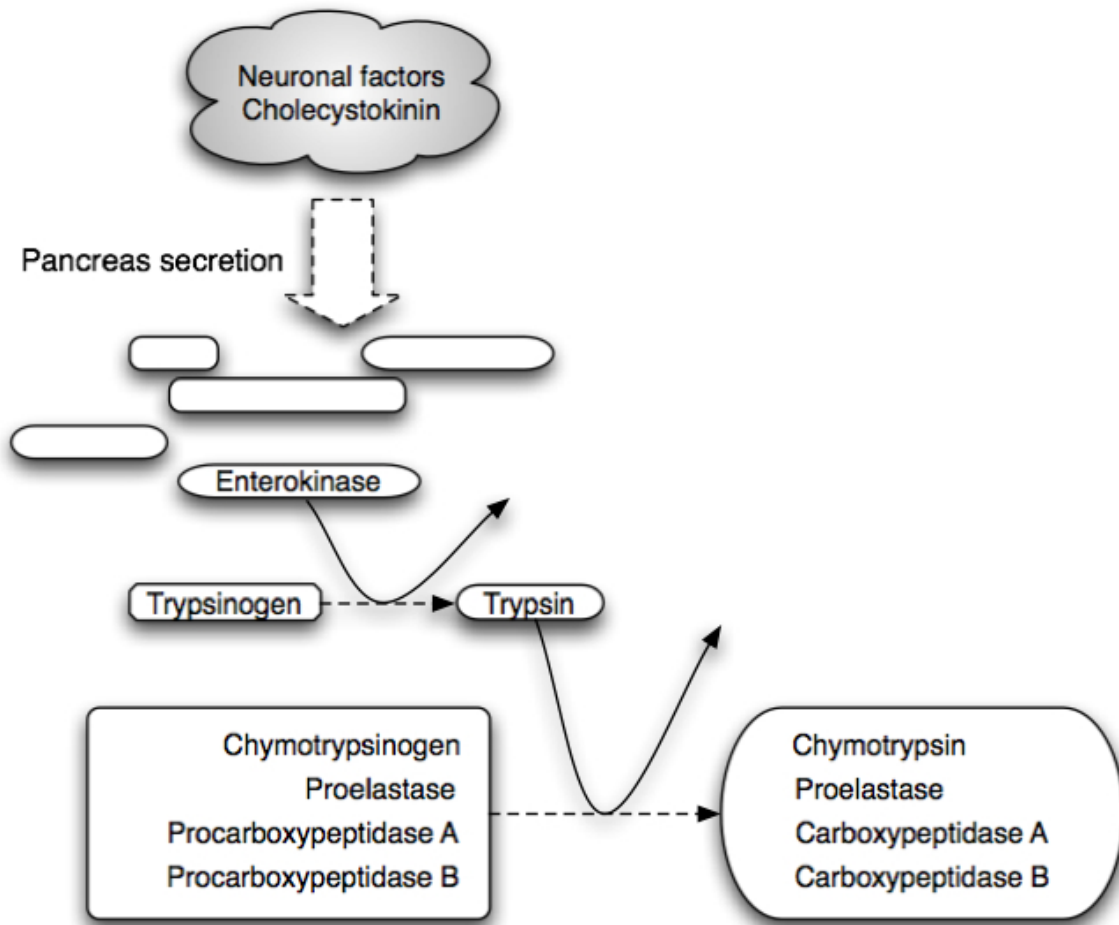 Neuronal factors
Cholecystokinin
Pancreas secretion
Enterokinase
Trypsinogen
Trypsin
Chymotrypsinogen
Proelastase
Procarboxypeptidase A
Procarboxypeptidase B
Chymotrypsin
Proelastase
Carboxypeptidase A
Carboxypeptidase B